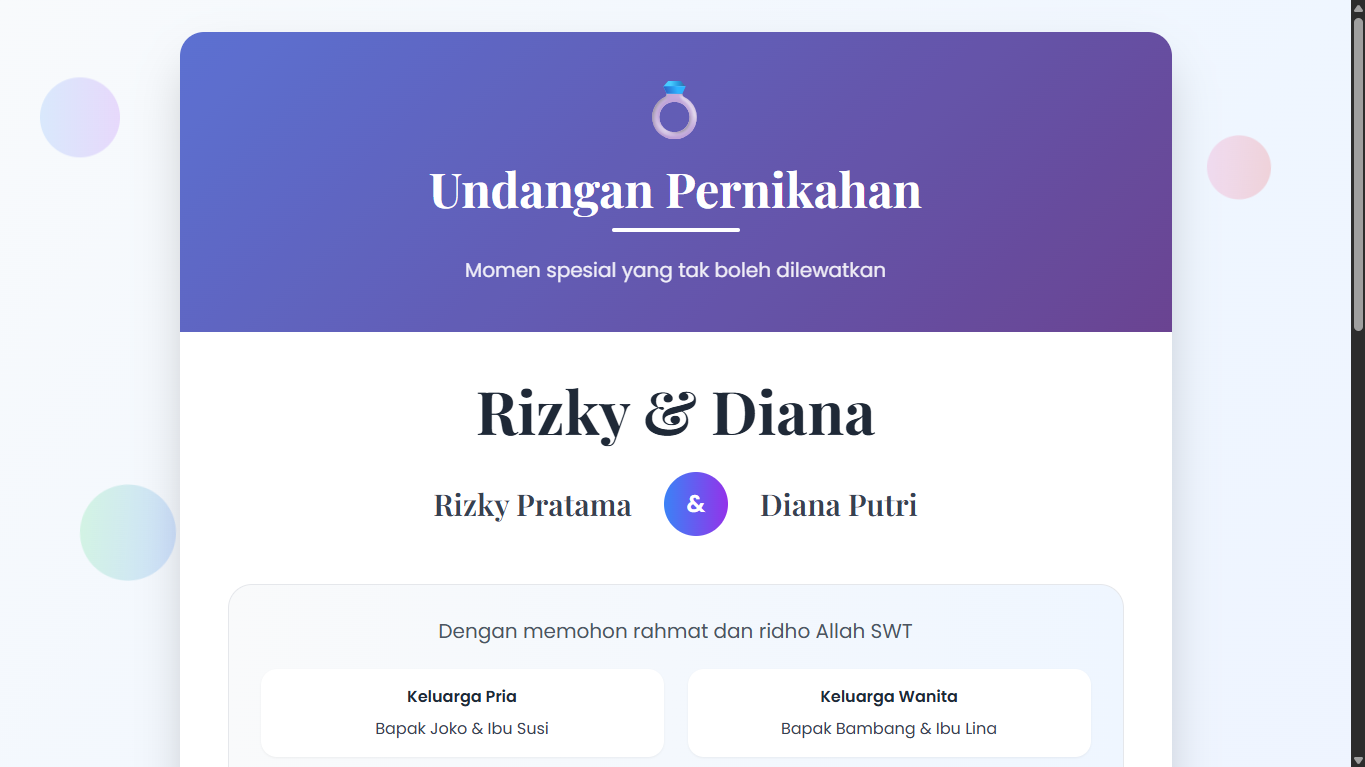 Undangan Pernikahan
Momen spesial yang tak boleh dilewatkan
Rizky & Diana
Rizky Pratama & Diana Putri
Dengan memohon rahmat dan ridho Allah SWT
Keluarga Pria
Bapak Joko & Ibu Susi
Keluarga Wanita
Bapak Bambang & Ibu Lina